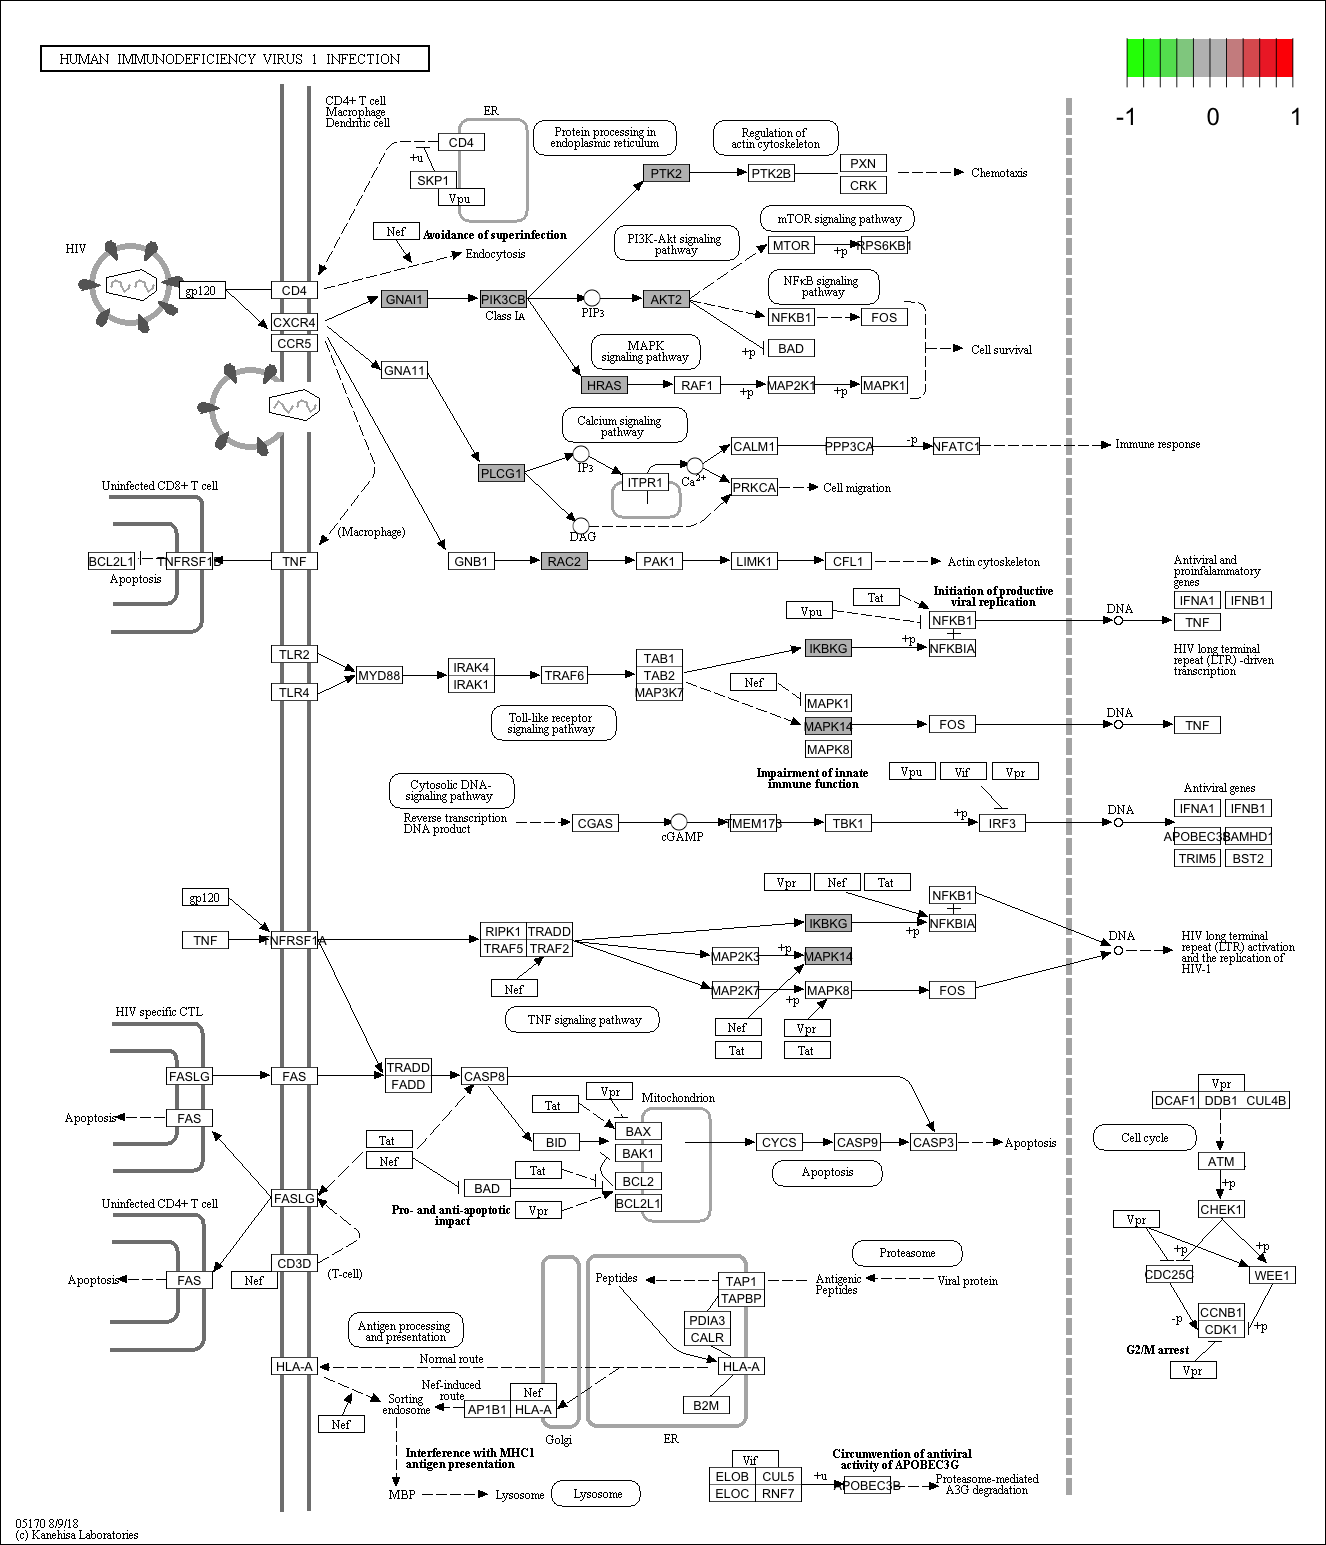 HUMAN IMMUNODEFICIENCY VIRUS 1 INFECTION
-1
0
1
CD4+ T cell
Macrophage
Dendritic cell
ER
CD4
+u
SKP1
Vpu
Protein processing in
endoplasmic reticulum
Regulation of
actin cytoskeleton
PTK2
PTK2B
PXN
CRK
Chemotaxis
HIV
gp120
Nef
Avoidance of superinfection
Endocytosis
PI3K-Akt signaling
pathway
mTOR signaling pathway
MTOR
+p
RPS6KB1
NFκB signaling
pathway
CD4
CXCR4
CCR5
GNAI1
PIK3CB
Class IA
PIP3
AKT2
NFKB1
FOS
+p
BAD
Cell survival
MAPK
signaling pathway
GNA11
HRAS
RAF1
+p
MAP2K1
+p
MAPK1
Calcium signaling
pathway
PLCG1
IP3
ITPR1
Ca2+
DAG
CALM1
PPP3CA
-p
NFATC1
Immune response
PRKCA
Cell migration
Uninfected CD8+ T cell
(Macrophage)
BCL2L1
TNFRSF1B
Apoptosis
TNF
GNB1
RAC2
PAK1
LIMK1
CFL1
Actin cytoskeleton
Antiviral and
proinfalammatory
genes
IFNA1
IFNB1
TNF
HIV long terminal
repeat (LTR) -driven
transcription
Initiation of productive
viral replication
Tat
Vpu
NFKB1
DNA
TLR2
TLR4
MYD88
IRAK4
IRAK1
TRAF6
TAB1
TAB2
MAP3K7
IKBKG
+p
NFKBIA
Nef
MAPK1
MAPK14
MAPK8
FOS
DNA
TNF
Toll-like receptor
signaling pathway
Impairment of innate
immune function
Vpu
Vif
Vpr
Cytosolic DNA-
signaling pathway
Reverse transcription
DNA product
CGAS
cGAMP
TMEM173
TBK1
+p
IRF3
DNA
Antiviral genes
IFNA1
IFNB1
APOBEC3B
SAMHD1
TRIM5
BST2
gp120
TNF
TNFRSF1A
RIPK1
TRADD
TRAF5
TRAF2
Nef
TNF signaling pathway
Vpr
Nef
Tat
NFKB1
IKBKG
+p
NFKBIA
MAP2K3
+p
MAPK14
MAP2K7
+p
MAPK8
FOS
DNA
HIV long terminal
repeat (LTR) activation
and the replication of
HIV-1
Nef
Tat
Vpr
Tat
HIV specific CTL
FASLG
FAS
Apoptosis
FAS
TRADD
FADD
CASP8
Mitochondrion
Vpr
Tat
BAX
BAK1
BCL2
BCL2L1
BID
Tat
Nef
BAD
Tat
Vpr
Pro- and anti-apoptotic
impact
CYCS
CASP9
CASP3
Apoptosis
Apoptosis
Vpr
DCAF1
DDB1
CUL4B
Cell cycle
ATM
+p
CHEK1
Vpr
+p
+p
CDC25C
WEE1
-p
CCNB1
CDK1
+p
G2/M arrest
Vpr
FASLG
Uninfected CD4+ T cell
Apoptosis
FAS
Nef
CD3D
(T-cell)
Proteasome
Peptides
TAP1
TAPBP
Antigenic
Peptides
Viral protein
PDIA3
CALR
HLA-A
B2M
ER
Golgi
Antigen processing
and presentation
Normal route
HLA-A
Nef
Sorting
endosome
Nef-induced
route
Nef
AP1B1
HLA-A
Interference with MHC1
antigen presentation
MBP
Lysosome
Lysosome
Vif
ELOB
CUL5
ELOC
RNF7
+u
Circumvention of antiviral
activity of APOBEC3G
APOBEC3B
Proteasome-mediated
A3G degradation
05170 8/9/18
(c) Kanehisa Laboratories